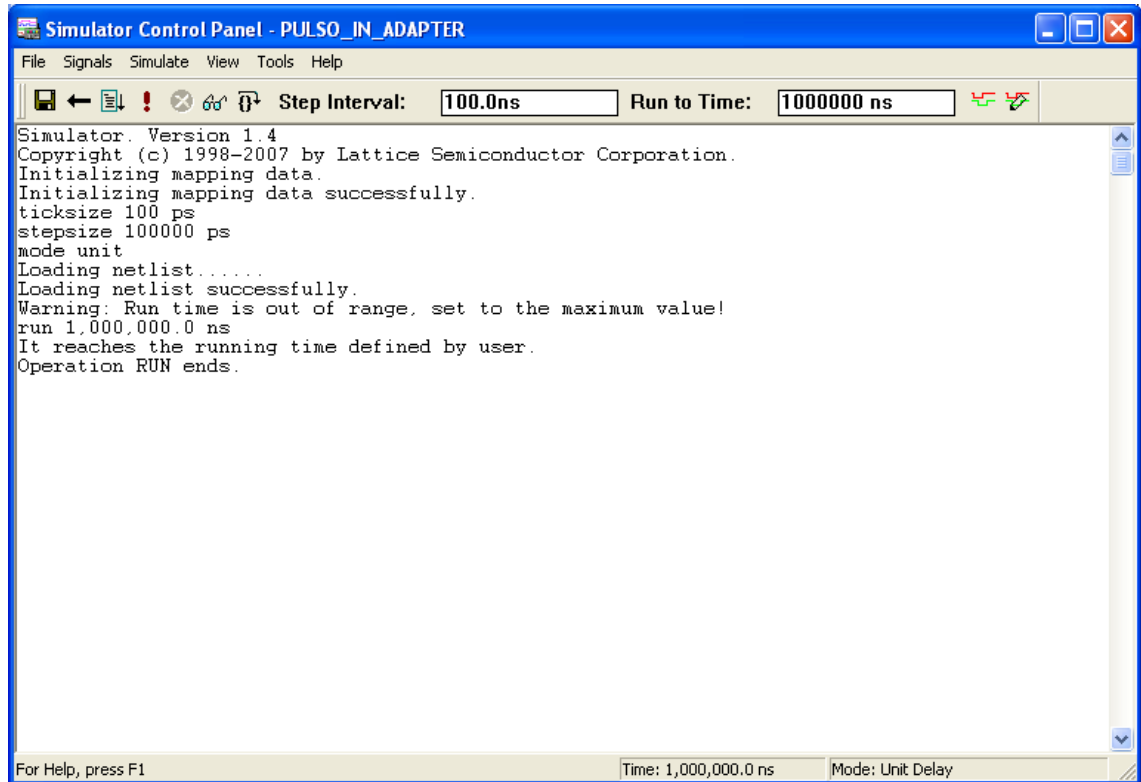 Simulator Control Panel - PULSO_IN_ADAPTER
File Signals Simulate View Tools Help
Step Interval: 100.0ns Run to Time: 1000000 ns
Simulator. Version 1.4
Copyright (c) 1998-2007 by Lattice Semiconductor Corporation.
Initializing mapping data.
Initializing mapping data successfully.
ticksize 100 ps
stepsize 100000 ps
mode unit
Loading netlist......
Loading netlist successfully.
Warning: Run time is out of range, set to the maximum value!
run 1,000,000.0 ns
It reaches the running time defined by user.
Operation RUN ends.
For Help, press F1 Time: 1,000,000.0 ns Mode: Unit Delay